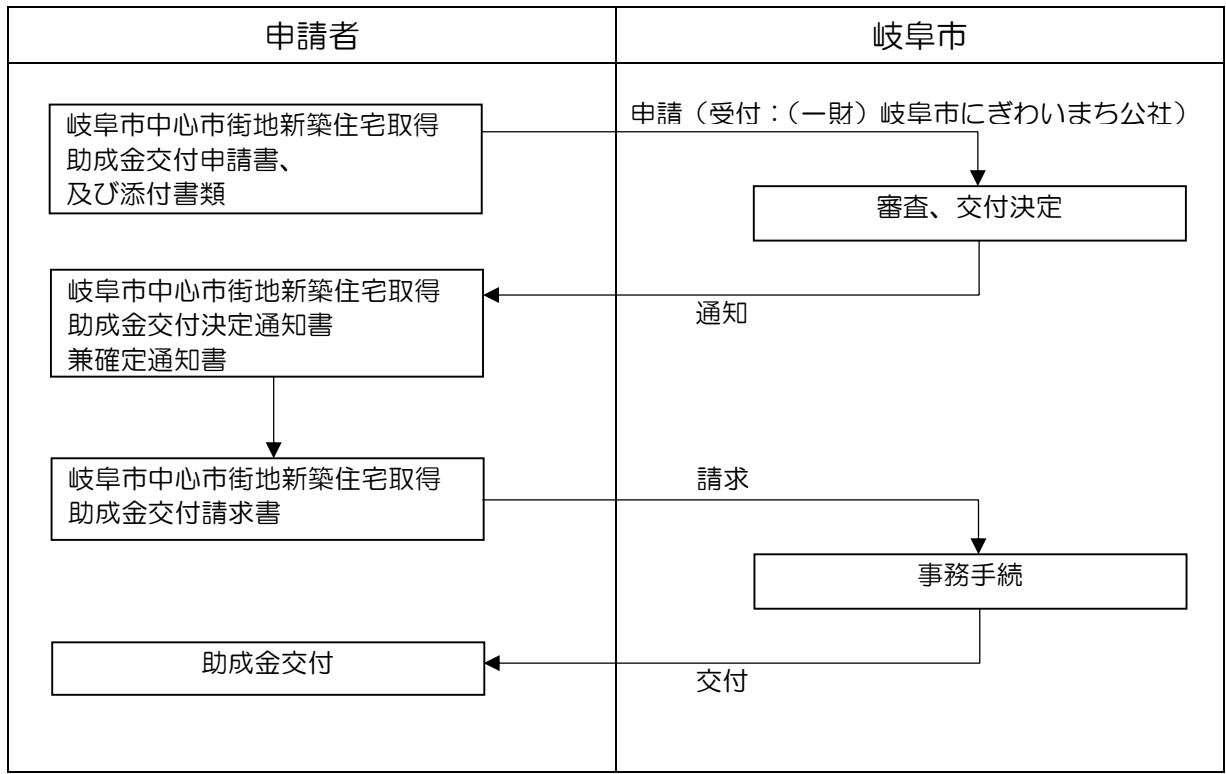 申請者
岐阜市
岐阜市中心市街地新築住宅取得
助成金交付申請書、
及び添付書類
申請（受付：（一財）岐阜市にぎわいまち公社）
審査、交付決定
通知
岐阜市中心市街地新築住宅取得
助成金交付決定通知書
兼確定通知書
岐阜市中心市街地新築住宅取得
助成金交付請求書
請求
事務手続
交付
助成金交付